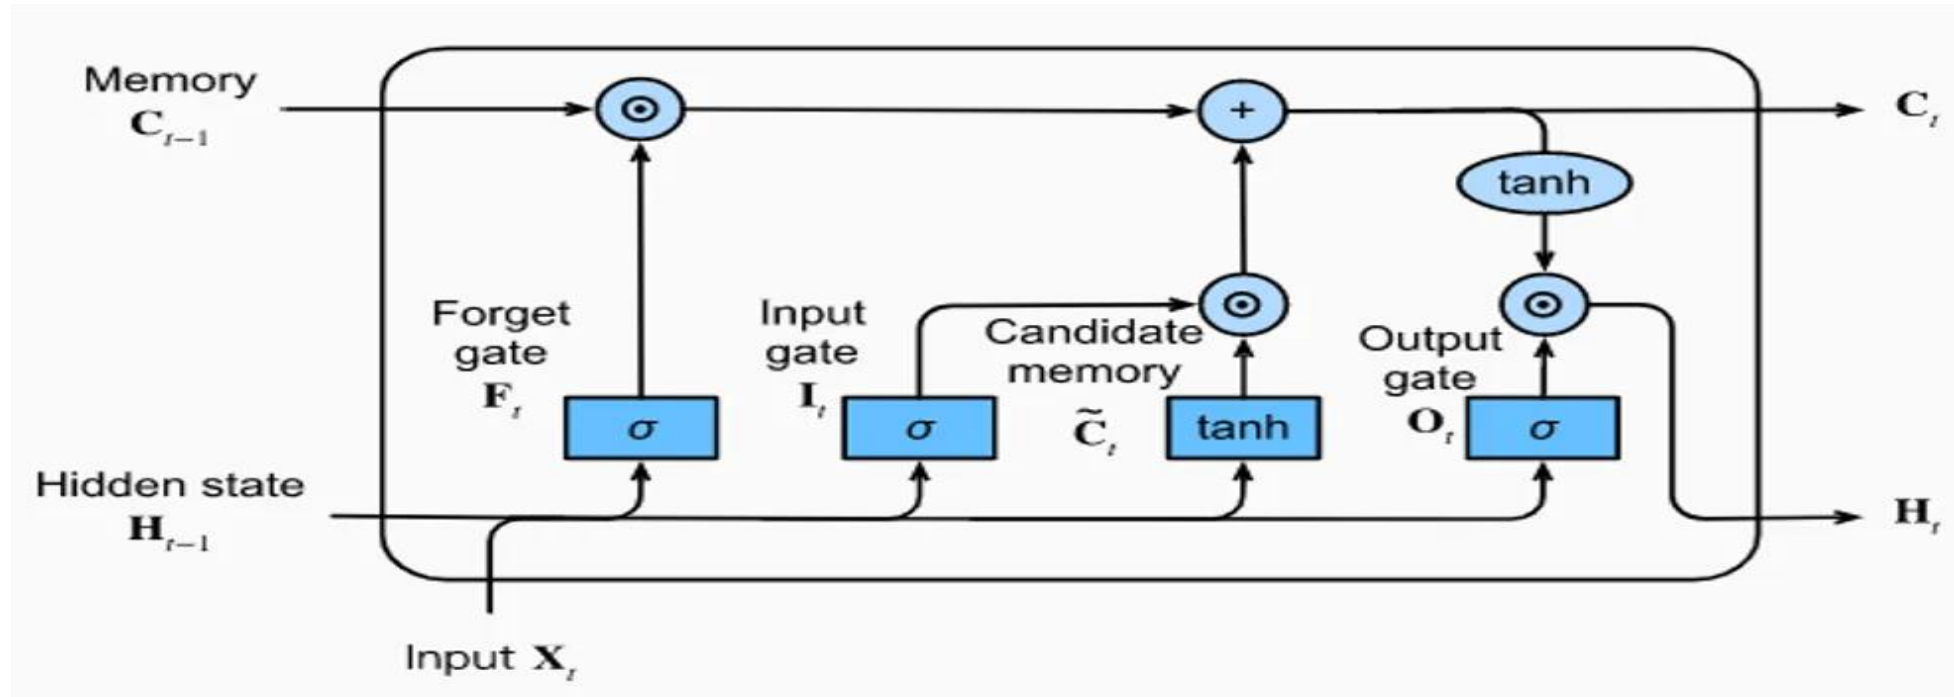 Memory
C_{t-1}
⊙
+
C_t
tanh
Forget
gate
F_t
Input
gate
I_t
Candidate
memory
C̃_t
⊙
Output
gate
O_t
⊙
σ
σ
tanh
σ
Hidden state
H_{t-1}
H_t
Input X_t